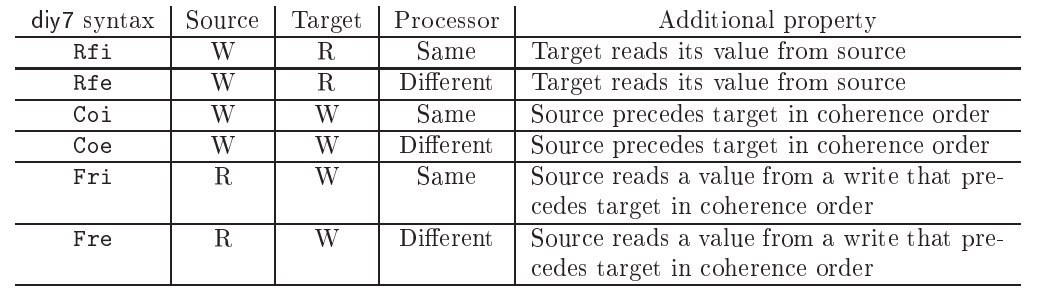 diy7 syntax Source Target Processor Additional property
Rfi W R Same Target reads its value from source
Rfe W R Different Target reads its value from source
Coi W W Same Source precedes target in coherence order
Coe W W Different Source precedes target in coherence order
Fri R W Same Source reads a value from a write that pre-
cedes target in coherence order
Fre R W Different Source reads a value from a write that pre-
cedes target in coherence order